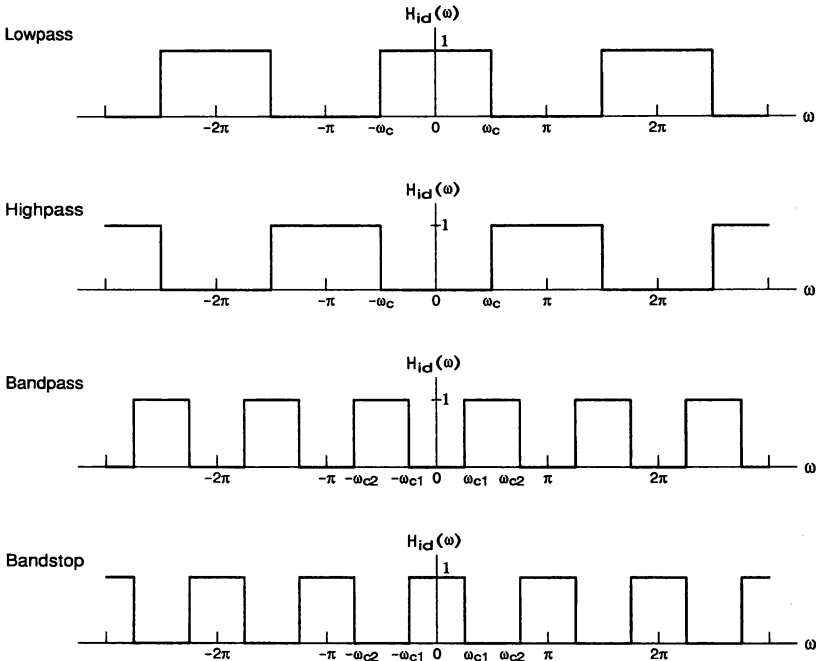 H_id(ω)
Lowpass
1
-2π -π -ω_c 0 ω_c π 2π ω
H_id(ω)
Highpass
1
-2π -π -ω_c 0 ω_c π 2π ω
H_id(ω)
Bandpass
1
-2π -π -ω_c2 -ω_c1 0 ω_c1 ω_c2 π 2π ω
H_id(ω)
Bandstop
1
-2π -π -ω_c2 -ω_c1 0 ω_c1 ω_c2 π 2π ω